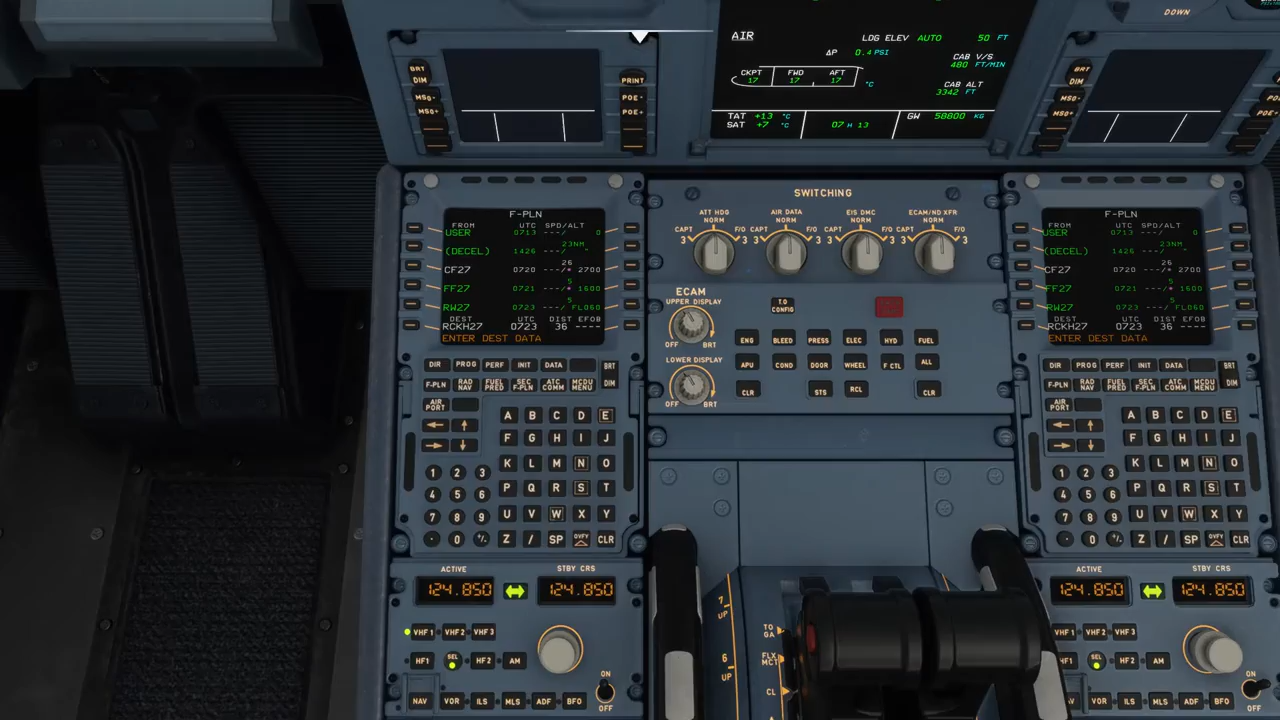 DOWN
AIR
LDG ELEV AUTO 50 FT
ΔP 0.4 PSI
CAB V/S
480 FT/MIN
CKPT FWD AFT
17 17 17 °C
CAB ALT
3342 FT
TAT +13 °C
SAT +7 °C
07 H 13
GW 58800 KG
BRT
DIM
MSG-
MSG+
PRINT
POE-
POE+
BRT
DIM
MSG-
MSG+
F-PLN
FROM UTC SPD/ALT
USER 0713 ---/ 0
23NM
(DECEL) 1426 ---/
26
CF27 0720 ---/* 2700
5
FF27 0721 ---/* 1600
5
RW27 0723 ---/ FL060
DEST UTC DIST EFOB
RCKH27 0723 36 ----
ENTER DEST DATA
SWITCHING
ATT HDG
NORM
CAPT F/O
3 3
AIR DATA
NORM
CAPT F/O
3 3
EIS DMC
NORM
CAPT F/O
3 3
ECAM/ND XFR
NORM
CAPT F/O
3 3
ECAM
UPPER DISPLAY
OFF BRT
LOWER DISPLAY
OFF BRT
T.O
CONFIG
ENG BLEED PRESS ELEC HYD FUEL
APU COND DOOR WHEEL F CTL ALL
CLR STS RCL CLR
F-PLN
FROM UTC SPD/ALT
USER 0713 ---/ 0
23NM
(DECEL) 1426 ---/
26
CF27 0720 ---/* 2700
5
FF27 0721 ---/* 1600
5
RW27 0723 ---/ FL060
DEST UTC DIST EFOB
RCKH27 0723 36 ----
ENTER DEST DATA
DIR PROG PERF INIT DATA BRT
F-PLN RAD NAV FUEL PRED SEC F-PLN ATC COMM MCDU MENU DIM
AIR PORT
A B C D E
F G H I J
K L M N O
P Q R S T
U V W X Y
Z / SP OVFY CLR
1 2 3
4 5 6
7 8 9
. 0 +/-
DIR PROG PERF INIT DATA BRT
F-PLN RAD NAV FUEL PRED SEC F-PLN ATC COMM MCDU MENU DIM
AIR PORT
A B C D E
F G H I J
K L M N O
P Q R S T
U V W X Y
Z / SP OVFY CLR
1 2 3
4 5 6
7 8 9
. 0 +/-
ACTIVE STBY CRS
124.850 124.850
VHF1 VHF2 VHF3
HF1 SEL HF2 AM
NAV VOR ILS MLS ADF BFO
ON
OFF
7
UP
6
UP
TO
GA
FLX
MCT
CL
ACTIVE STBY CRS
124.850 124.850
VHF1 VHF2 VHF3
HF1 SEL HF2 AM
VOR ILS MLS ADF BFO
ON
OFF